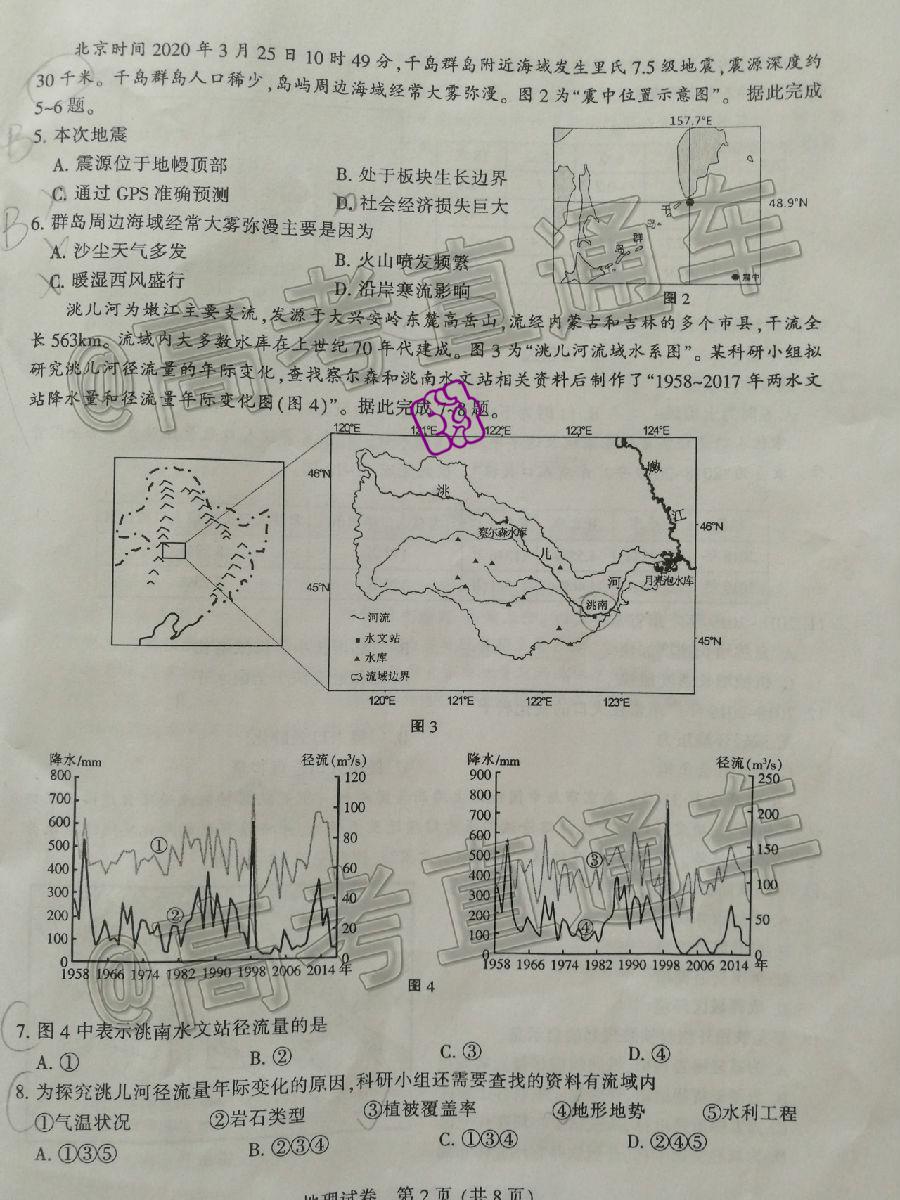 北京时间 2020 年 3 月 25 日 10 时 49 分,千岛群岛附近海域发生里氏 7.5 级地震,震源深度约
30 千米。千岛群岛人口稀少,岛屿周边海域经常大雾弥漫。图 2 为“震中位置示意图”。据此完成
5~6 题。
5. 本次地震
A. 震源位于地幔顶部
B. 处于板块生长边界
C. 通过 GPS 准确预测
D. 社会经济损失巨大
6. 群岛周边海域经常大雾弥漫主要是因为
A. 沙尘天气多发
B. 火山喷发频繁
C. 暖湿西风盛行
D. 沿岸寒流影响
157.7°E
48.9°N
千
岛
群
岛
震中
图 2
洮儿河为嫩江主要支流,发源于大兴安岭东麓高岳山,流经内蒙古和吉林的多个市县,干流全
长 563km。流域内大多数水库在上世纪 70 年代建成。图 3 为“洮儿河流域水系图”。某科研小组拟
研究洮儿河径流量的年际变化,查找察尔森和洮南水文站相关资料后制作了“1958~2017 年两水文
站降水量和径流量年际变化图(图 4)”。据此完成 7~8 题。
120°E 121°E 122°E 123°E 124°E
46°N
46°N
45°N
45°N
嫩
江
洮
儿
河
察尔森水库
月亮泡水库
洮南
河流
水文站
水库
流域边界
120°E 121°E 122°E 123°E
图 3
降水/mm 径流(m³/s)
800 700 600 500 400 300 200 100 0
120 100 80 60 40 20 0
①
②
1958 1966 1974 1982 1990 1998 2006 2014 年
降水/mm 径流(m³/s)
900 800 700 600 500 400 300 200 100 0
250 200 150 100 50 0
③
④
1958 1966 1974 1982 1990 1998 2006 2014 年
图 4
7. 图 4 中表示洮南水文站径流量的是
A. ① B. ② C. ③ D. ④
8. 为探究洮儿河径流量年际变化的原因,科研小组还需要查找的资料有流域内
①气温状况 ②岩石类型 ③植被覆盖率 ④地形地势 ⑤水利工程
A. ①③⑤ B. ②③④ C. ①③④ D. ②④⑤
地理试卷 第 2 页 (共 8 页)
@高考直通车
@高考直通车
B
B
C
C